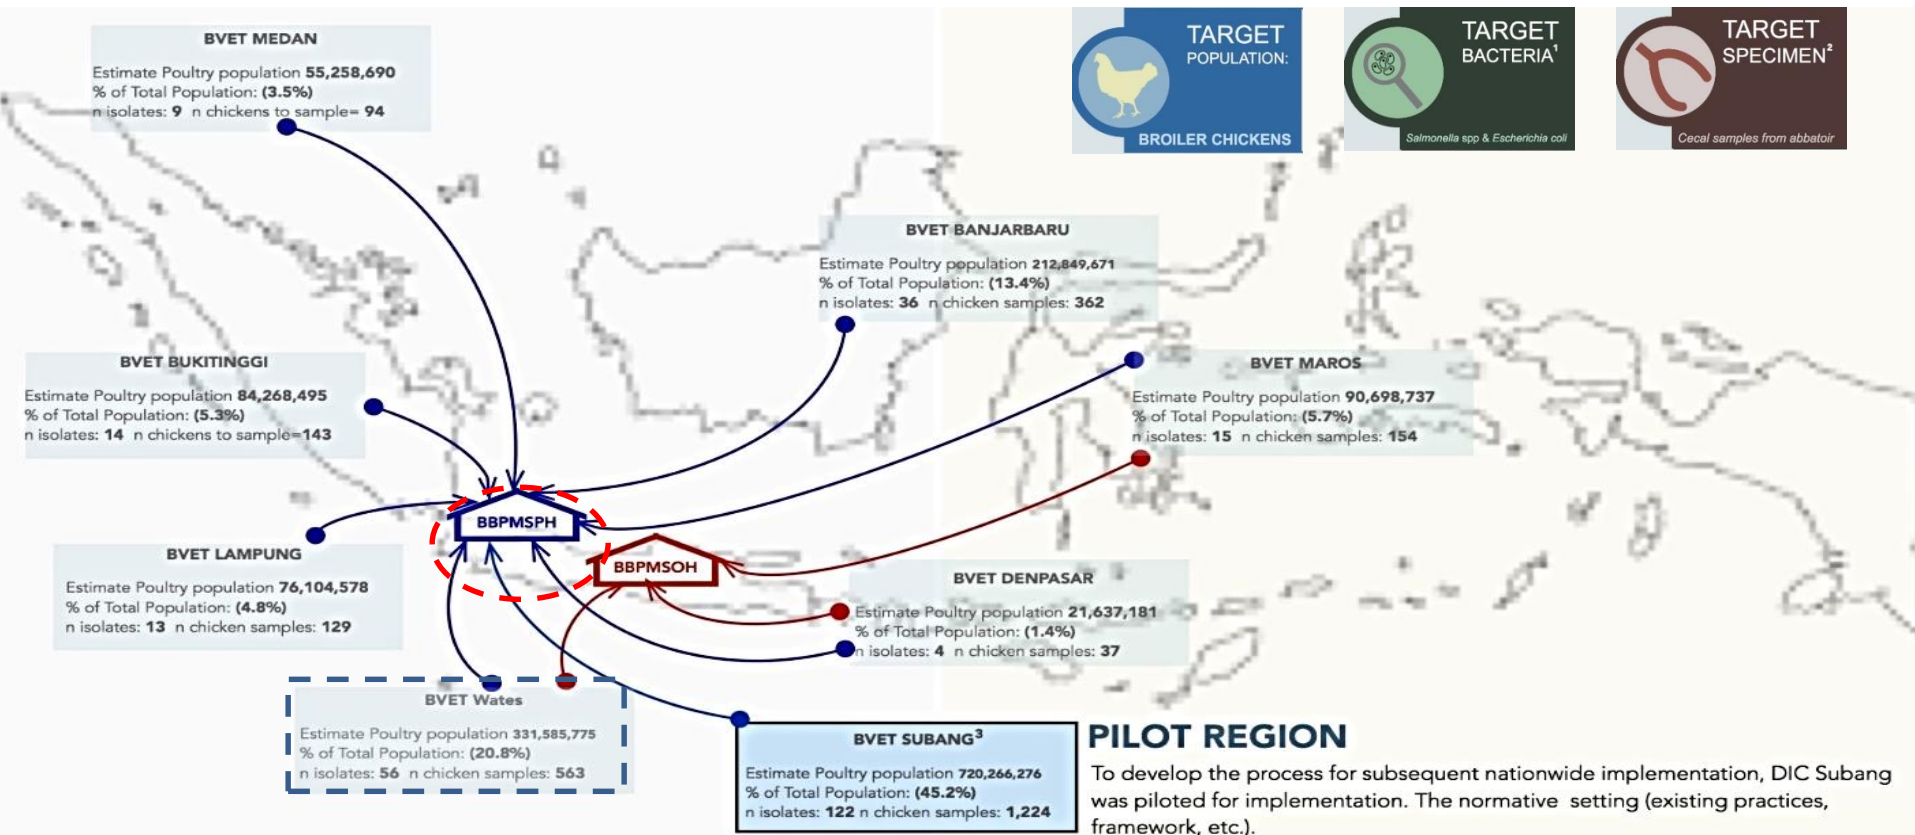 BVET MEDAN
Estimate Poultry population 55,258,690
% of Total Population: (3.5%)
n isolates: 9 n chickens to sample= 94
TARGET
POPULATION:
BROILER CHICKENS
TARGET
BACTERIA¹
Salmonella spp & Escherichia coli
TARGET
SPECIMEN²
Cecal samples from abbatoir
BVET BANJARBARU
Estimate Poultry population 212,849,671
% of Total Population: (13.4%)
n isolates: 36 n chicken samples: 362
BVET BUKITINGGI
Estimate Poultry population 84,268,495
% of Total Population: (5.3%)
n isolates: 14 n chickens to sample=143
BVET MAROS
Estimate Poultry population 90,698,737
% of Total Population: (5.7%)
n isolates: 15 n chicken samples: 154
BBPMSPH
BBPMSOH
BVET LAMPUNG
Estimate Poultry population 76,104,578
% of Total Population: (4.8%)
n isolates: 13 n chicken samples: 129
BVET DENPASAR
Estimate Poultry population 21,637,181
% of Total Population: (1.4%)
n isolates: 4 n chicken samples: 37
BVET Wates
Estimate Poultry population 331,585,775
% of Total Population: (20.8%)
n isolates: 56 n chicken samples: 563
BVET SUBANG³
Estimate Poultry population 720,266,276
% of Total Population: (45.2%)
n isolates: 122 n chicken samples: 1,224
PILOT REGION
To develop the process for subsequent nationwide implementation, DIC Subang
was piloted for implementation. The normative setting (existing practices,
framework, etc.).